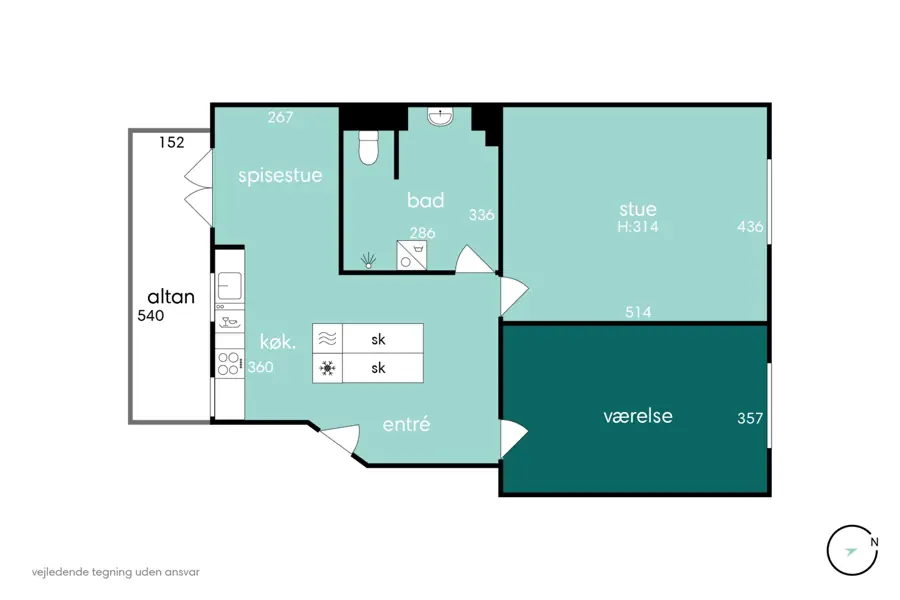 267
152
spisestue
bad
336
286
stue
H:314
436
514
altan
540
køk.
360
sk
sk
entré
værelse
357
N
vejledende tegning uden ansvar